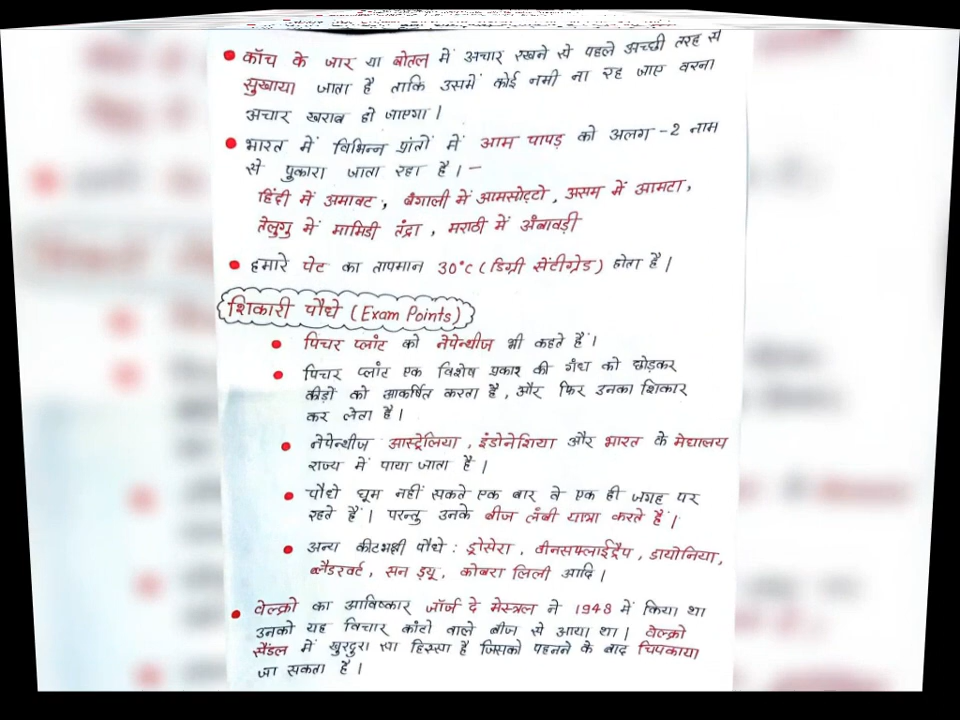 काँच के जार या बोतल में अचार रखने से पहले अच्छी तरह से
सुखाया जाता है ताकि उसमें कोई नमी ना रह जाए वरना
अचार खराब हो जाएगा।
भारत में विभिन्न प्रांतों में आम पापड़ को अलग-2 नाम
से पुकारा जाता रहा है। -
हिंदी में अमावट, बंगाली में आमसोट्टो, असम में आमटा,
तेलुगु में मामिडी तंद्रा, मराठी में अंबावड़ी
हमारे पेट का तापमान 30°C (डिग्री सेंटीग्रेड) होता है।
शिकारी पौधे (Exam Points)
पिचर प्लांट को नेपेन्थीज भी कहते हैं।
पिचर प्लांट एक विशेष प्रकार की गंध को छोड़कर
कीड़ों को आकर्षित करता है, और फिर उनका शिकार
कर लेता है।
नेपेन्थीज आस्ट्रेलिया, इंडोनेशिया और भारत के मेघालय
राज्य में पाया जाता है।
पौधे घूम नहीं सकते एक बार वे एक ही जगह पर
रहते हैं। परन्तु उनके बीज लंबी यात्रा करते हैं।
अन्य कीटभक्षी पौधे: ड्रोसेरा, वीनसफ्लाईट्रैप, डायोनिया,
ब्लैडरवर्ट, सन ड्यू, कोबरा लिली आदि।
वेल्क्रो का आविष्कार जॉर्ज दे मेस्ट्रल ने 1948 में किया था
उनको यह विचार काँटो वाले बीज से आया था। वेल्क्रो
सैंडल में खुरदुरा सा हिस्सा है जिसको पहनने के बाद चिपकाया
जा सकता है।